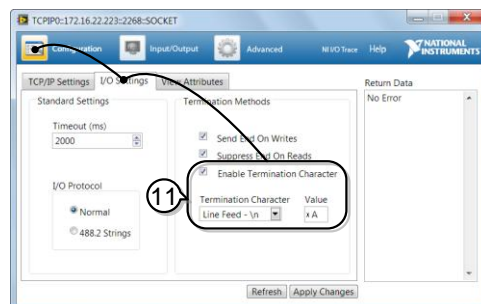 TCPIP0::172.16.22.223::2268::SOCKET
Configuration Input/Output Advanced NI I/O Trace Help NATIONAL INSTRUMENTS
TCP/IP Settings I/O Settings View Attributes
Return Data
Standard Settings Termination Methods
No Error
Timeout (ms)
2000
Send End On Writes
Suppress End On Reads
Enable Termination Character
I/O Protocol
11
Termination Character Value
Normal
Line Feed - \n x A
488.2 Strings
Refresh Apply Changes